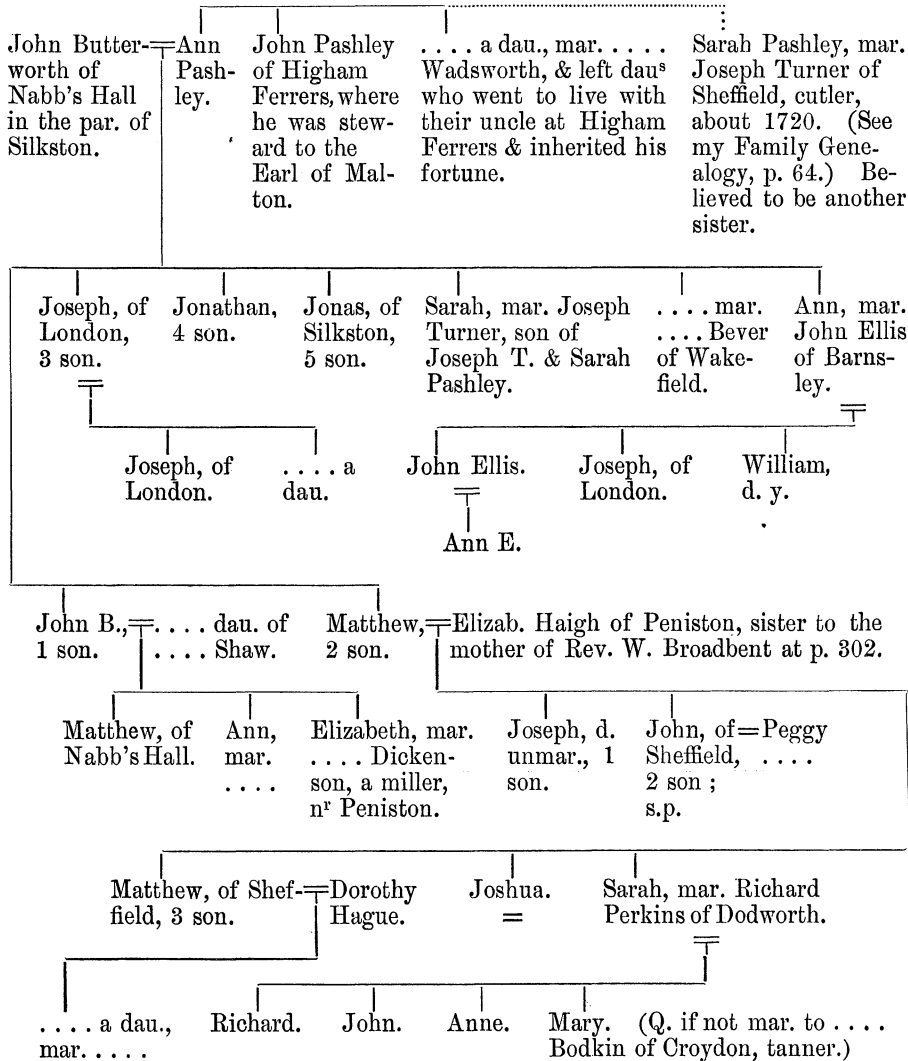 John Butter-
worth of
Nabb's Hall
in the par. of
Silkston.
Ann
Pash-
ley.
John Pashley
of Higham
Ferrers, where
he was stew-
ard to the
Earl of Mal-
ton.
. . . . a dau., mar. . . . .
Wadsworth, & left daus
who went to live with
their uncle at Higham
Ferrers & inherited his
fortune.
Sarah Pashley, mar.
Joseph Turner of
Sheffield, cutler,
about 1720. (See
my Family Gene-
alogy, p. 64.) Be-
lieved to be another
sister.
Joseph, of
London,
3 son.
Jonathan,
4 son.
Jonas, of
Silkston,
5 son.
Sarah, mar. Joseph
Turner, son of
Joseph T. & Sarah
Pashley.
. . . . mar.
. . . . Bever
of Wake-
field.
Ann, mar.
John Ellis
of Barns-
ley.
Joseph, of
London.
. . . . a
dau.
John Ellis.
Joseph, of
London.
William,
d. y.
Ann E.
John B.,
1 son.
. . . . dau. of
. . . . Shaw.
Matthew,
2 son.
Elizab. Haigh of Peniston, sister to the
mother of Rev. W. Broadbent at p. 302.
Matthew, of
Nabb's Hall.
Ann,
mar.
. . . .
Elizabeth, mar.
. . . . Dicken-
son, a miller,
nr Peniston.
Joseph, d.
unmar., 1
son.
John, of
Sheffield,
2 son ;
s.p.
=Peggy
. . . .
Matthew, of Shef-
field, 3 son.
Dorothy
Hague.
Joshua.
=
Sarah, mar. Richard
Perkins of Dodworth.
. . . . a dau.,
mar. . . . .
Richard.
John.
Anne.
Mary. (Q. if not mar. to . . . .
Bodkin of Croydon, tanner.)